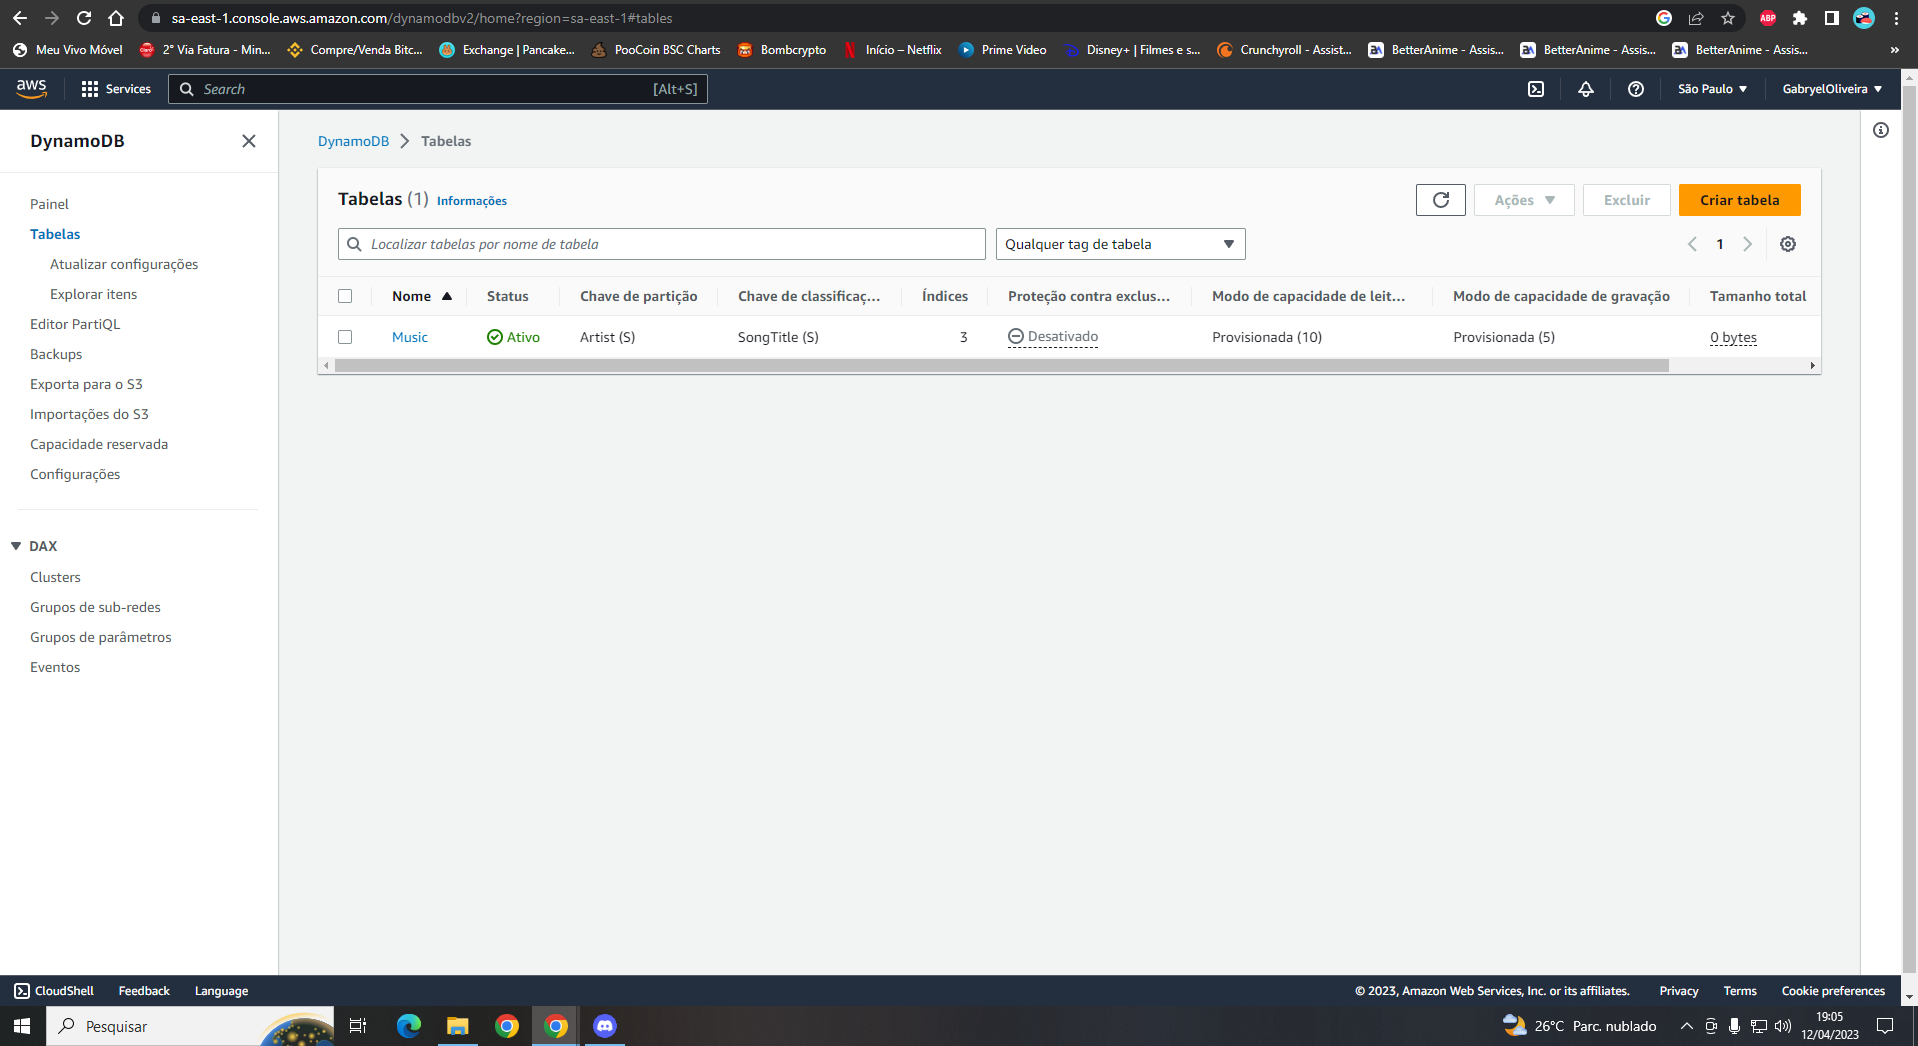 sa-east-1.console.aws.amazon.com/dynamodbv2/home?region=sa-east-1#tables
ABP
Meu Vivo Móvel
2° Via Fatura - Min...
Compre/Venda Bitc...
Exchange | Pancake...
PooCoin BSC Charts
Bombcrypto
Início – Netflix
Prime Video
Disney+ | Filmes e s...
Crunchyroll - Assist...
BetterAnime - Assis...
BetterAnime - Assis...
BetterAnime - Assis...
»
aws
Services
Search
[Alt+S]
São Paulo
GabryelOliveira
DynamoDB
Painel
Tabelas
Atualizar configurações
Explorar itens
Editor PartiQL
Backups
Exporta para o S3
Importações do S3
Capacidade reservada
Configurações
DAX
Clusters
Grupos de sub-redes
Grupos de parâmetros
Eventos
DynamoDB > Tabelas
Tabelas (1) Informações
Ações
Excluir
Criar tabela
Localizar tabelas por nome de tabela
Qualquer tag de tabela
1
Nome Status Chave de partição Chave de classificaç... Índices Proteção contra exclus... Modo de capacidade de leit... Modo de capacidade de gravação Tamanho total
Music Ativo Artist (S) SongTitle (S) 3 Desativado Provisionada (10) Provisionada (5) 0 bytes
CloudShell
Feedback
Language
© 2023, Amazon Web Services, Inc. or its affiliates.
Privacy
Terms
Cookie preferences
Pesquisar
26°C Parc. nublado
19:05
12/04/2023